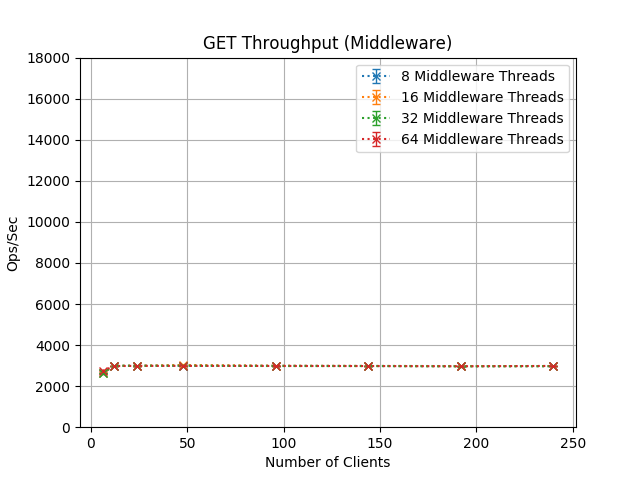 GET Throughput (Middleware)
18000
16000
14000
12000
10000
8000
6000
4000
2000
0
Ops/Sec
8 Middleware Threads
16 Middleware Threads
32 Middleware Threads
64 Middleware Threads
0 50 100 150 200 250
Number of Clients